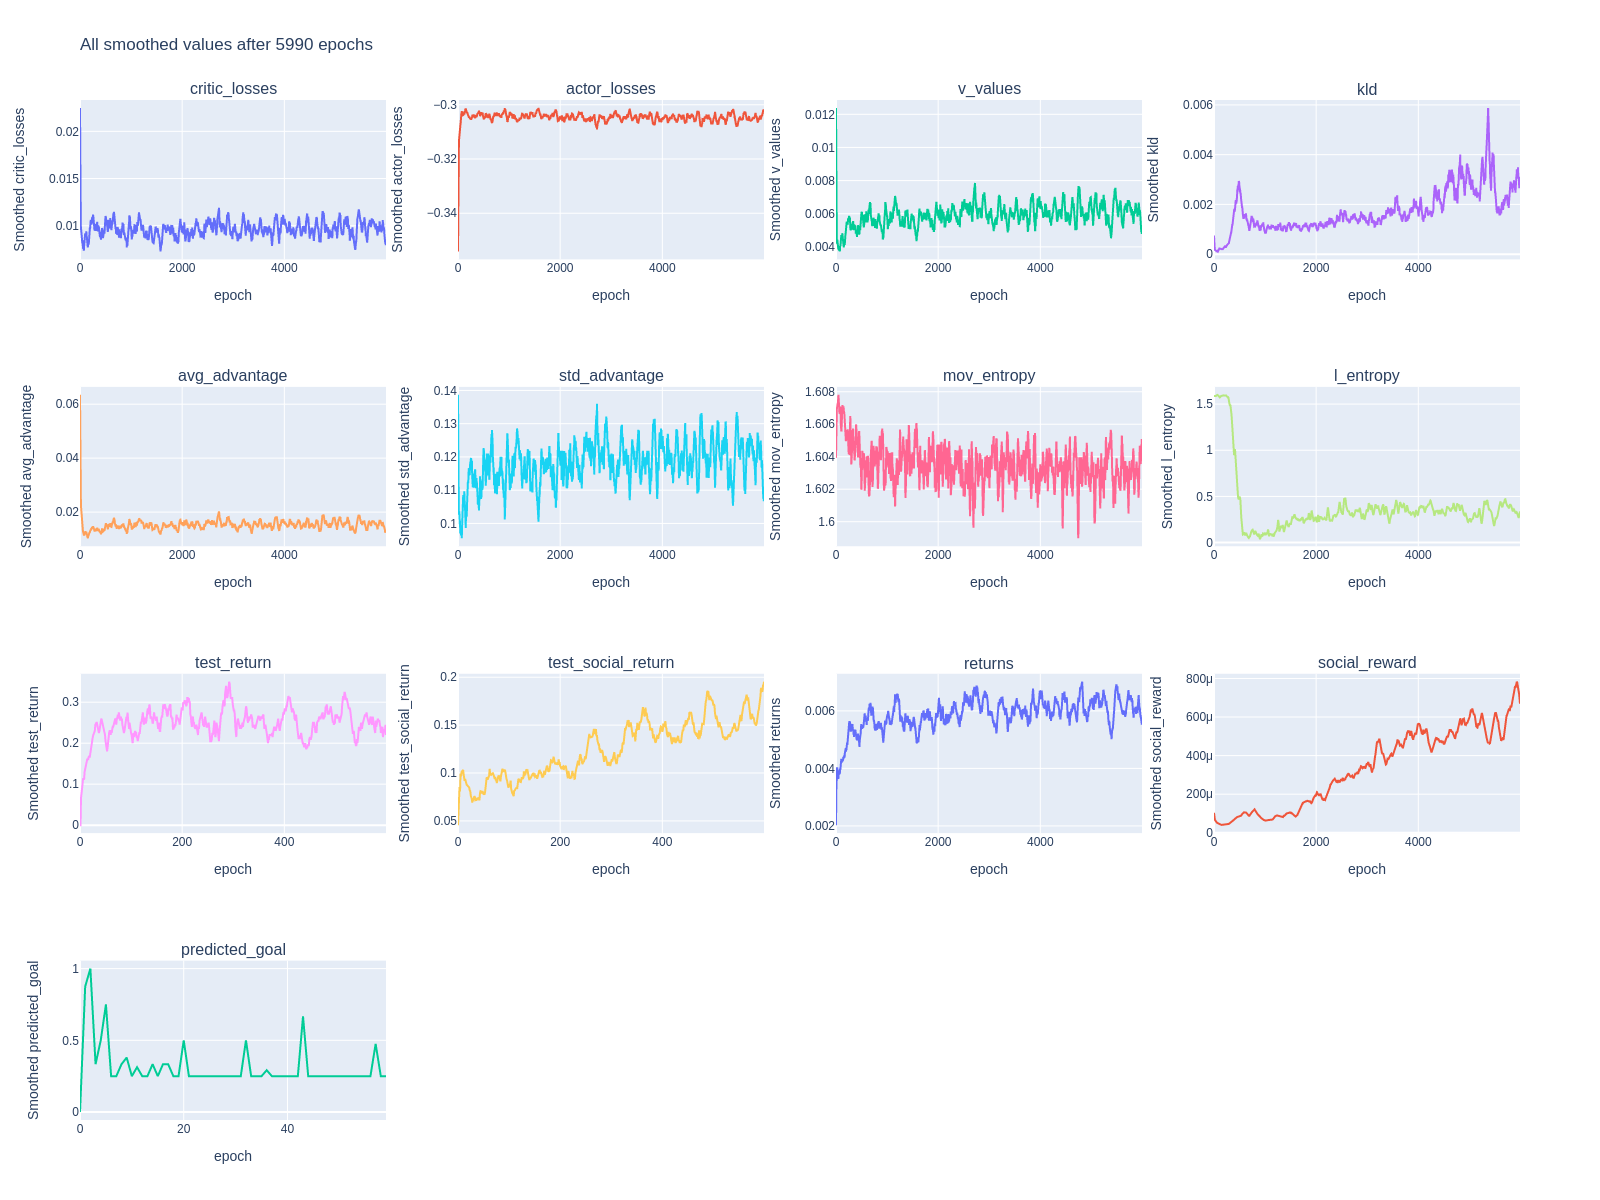 All smoothed values after 5990 epochs
critic_losses
actor_losses
v_values
kld
Smoothed critic_losses
0.02
0.015
0.01
0
2000
4000
epoch
Smoothed actor_losses
−0.3
−0.32
−0.34
0
2000
4000
epoch
Smoothed v_values
0.012
0.01
0.008
0.006
0.004
0
2000
4000
epoch
Smoothed kld
0.006
0.004
0.002
0
0
2000
4000
epoch
avg_advantage
std_advantage
mov_entropy
l_entropy
Smoothed avg_advantage
0.06
0.04
0.02
0
2000
4000
epoch
Smoothed std_advantage
0.14
0.13
0.12
0.11
0.1
0
2000
4000
epoch
Smoothed mov_entropy
1.608
1.606
1.604
1.602
1.6
0
2000
4000
epoch
Smoothed l_entropy
1.5
1
0.5
0
0
2000
4000
epoch
test_return
test_social_return
returns
social_reward
Smoothed test_return
0.3
0.2
0.1
0
0
200
400
epoch
Smoothed test_social_return
0.2
0.15
0.1
0.05
0
200
400
epoch
Smoothed returns
0.006
0.004
0.002
0
2000
4000
epoch
Smoothed social_reward
800μ
600μ
400μ
200μ
0
0
2000
4000
epoch
predicted_goal
Smoothed predicted_goal
1
0.5
0
0
20
40
epoch